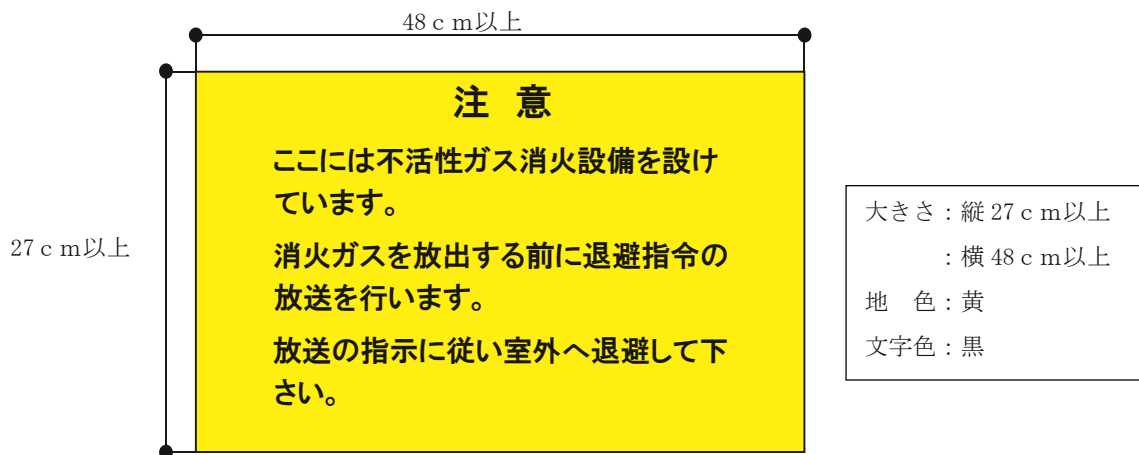 48ｃｍ以上
注 意
ここには不活性ガス消火設備を設け
ています。
消火ガスを放出する前に退避指令の
放送を行います。
放送の指示に従い室外へ退避して下
さい。
27ｃｍ以上
大きさ：縦 27ｃｍ以上
：横 48ｃｍ以上
地　色：黄
文字色：黒